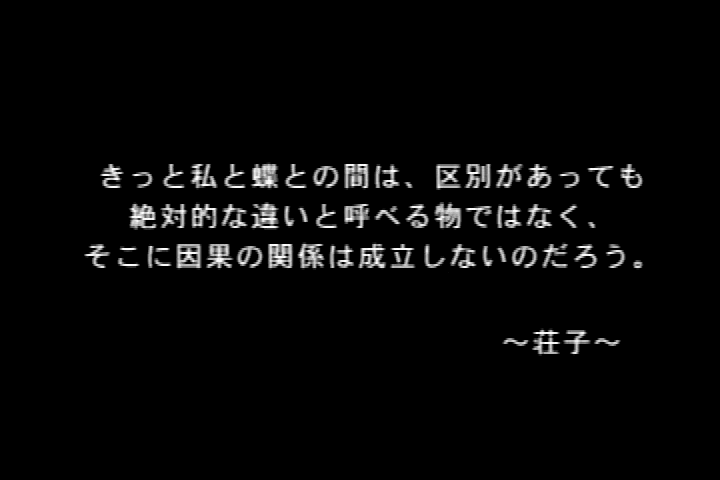 きっと私と蝶との間は、区別があっても
絶対的な違いと呼べる物ではなく、
そこに因果の関係は成立しないのだろう。
～荘子～